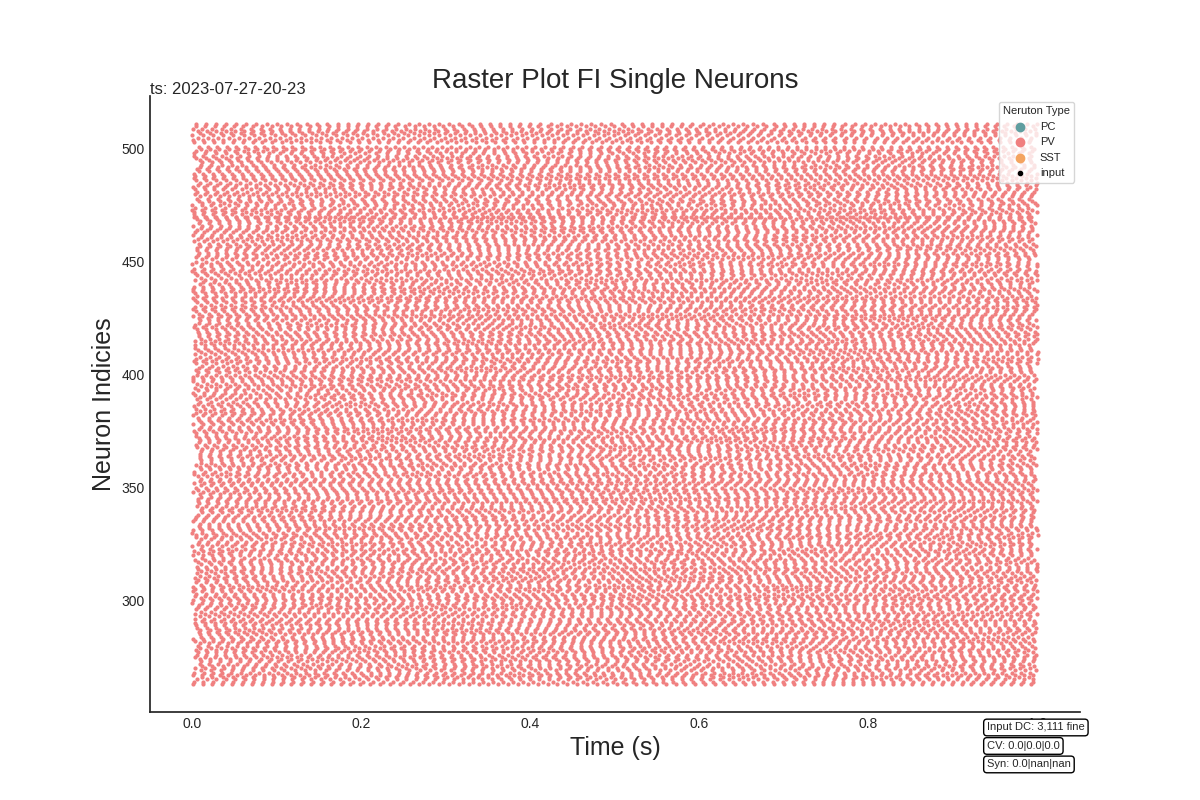 Raster Plot FI Single Neurons
ts: 2023-07-27-20-23
Neruton Type
PC
PV
SST
input
Neuron Indicies
500
450
400
350
300
0.0 0.2 0.4 0.6 0.8
Time (s)
Input DC: 3,111 fine
CV: 0.0|0.0|0.0
Syn: 0.0|nan|nan